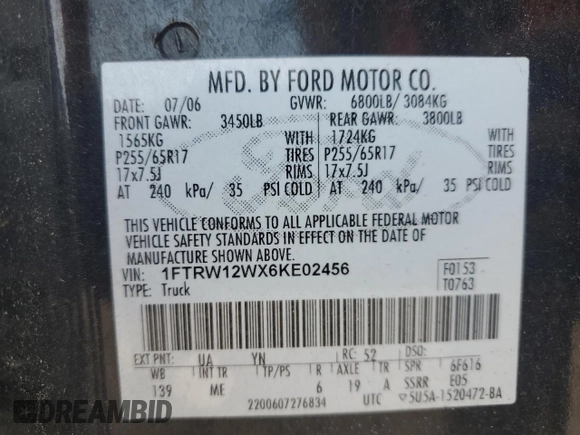 MFD. BY FORD MOTOR CO.
DATE: 07/06 GVWR: 6800LB/ 3084KG
FRONT GAWR: 3450LB REAR GAWR: 3800LB
1565KG WITH 1724KG WITH
P255/65R17 TIRES P255/65R17 TIRES
17x7.5J RIMS 17x7.5J RIMS
AT 240 kPa/ 35 PSI COLD AT 240 kPa/ 35 PSI COLD
THIS VEHICLE CONFORMS TO ALL APPLICABLE FEDERAL MOTOR
VEHICLE SAFETY STANDARDS IN EFFECT ON THE DATE OF
MANUFACTURE SHOWN ABOVE.
VIN: 1FTRW12WX6KE02456 F0153
TYPE: Truck T0763
EXT PNT: UA YN RC: 52 DSO:
WB INT TR TP/PS R AXLE TR SPR 6F616
139 ME 6 19 A SSRR E05
2200607276834 UTC 5U5A-1520472-BA
DREAMBID DREAMBID